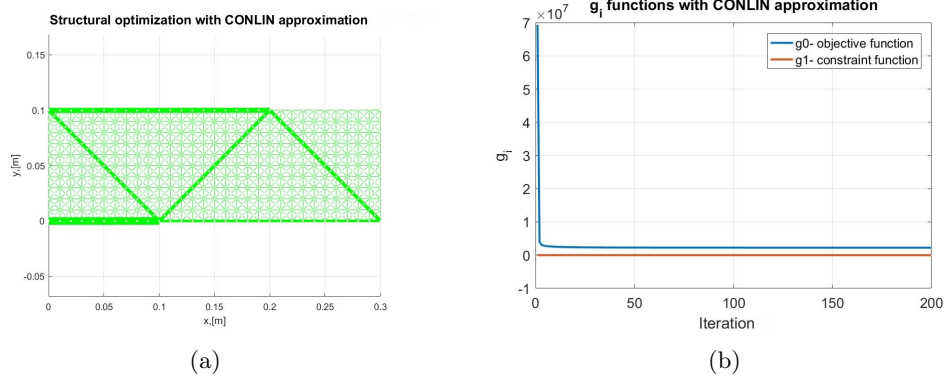 Structural optimization with CONLIN approximation
0.15
0.1
0.05
0
-0.05
y,[m]
0
0.05
0.1
0.15
0.2
0.25
0.3
x,[m]
(a)
gi functions with CONLIN approximation
×10^7
7
6
5
4
3
2
1
0
-1
gi
g0- objective function
g1- constraint function
0
50
100
150
200
Iteration
(b)